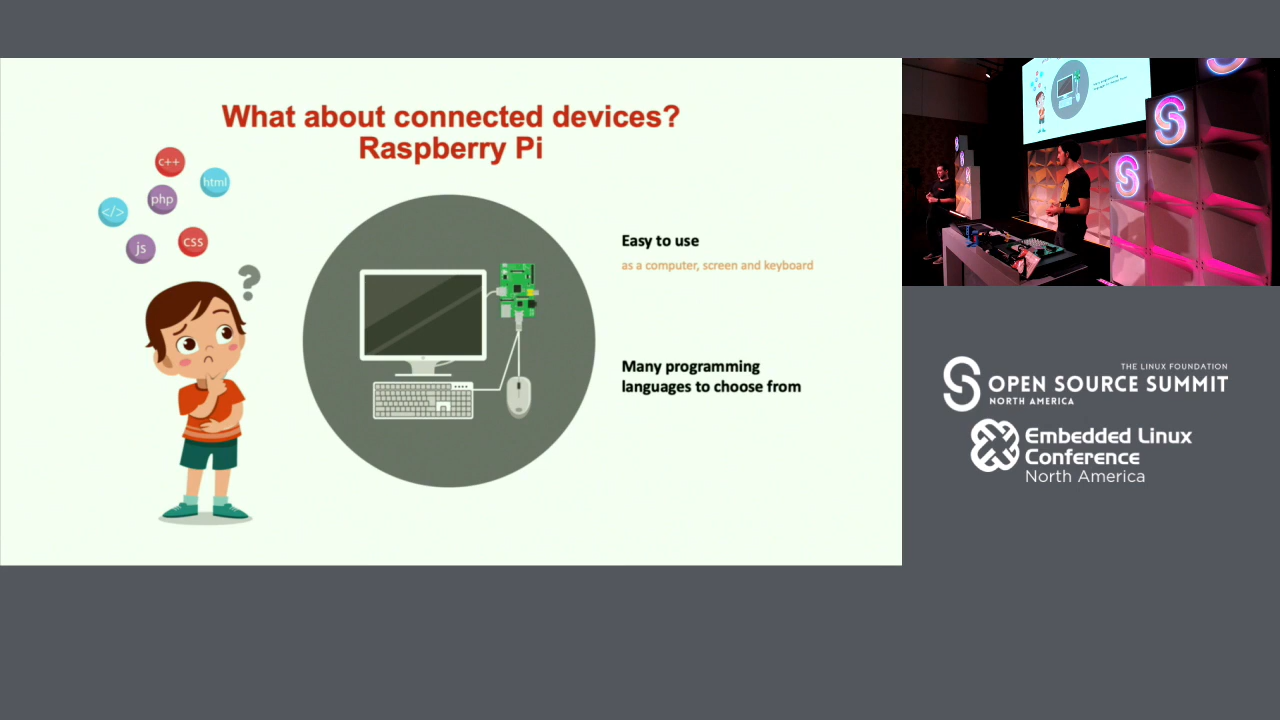 What about connected devices?
Raspberry Pi
c++
html
php
</>
js
css
?
Easy to use
as a computer, screen and keyboard
Many programming
languages to choose from
THE LINUX FOUNDATION
OPEN SOURCE SUMMIT
NORTH AMERICA
Embedded Linux
Conference
North America